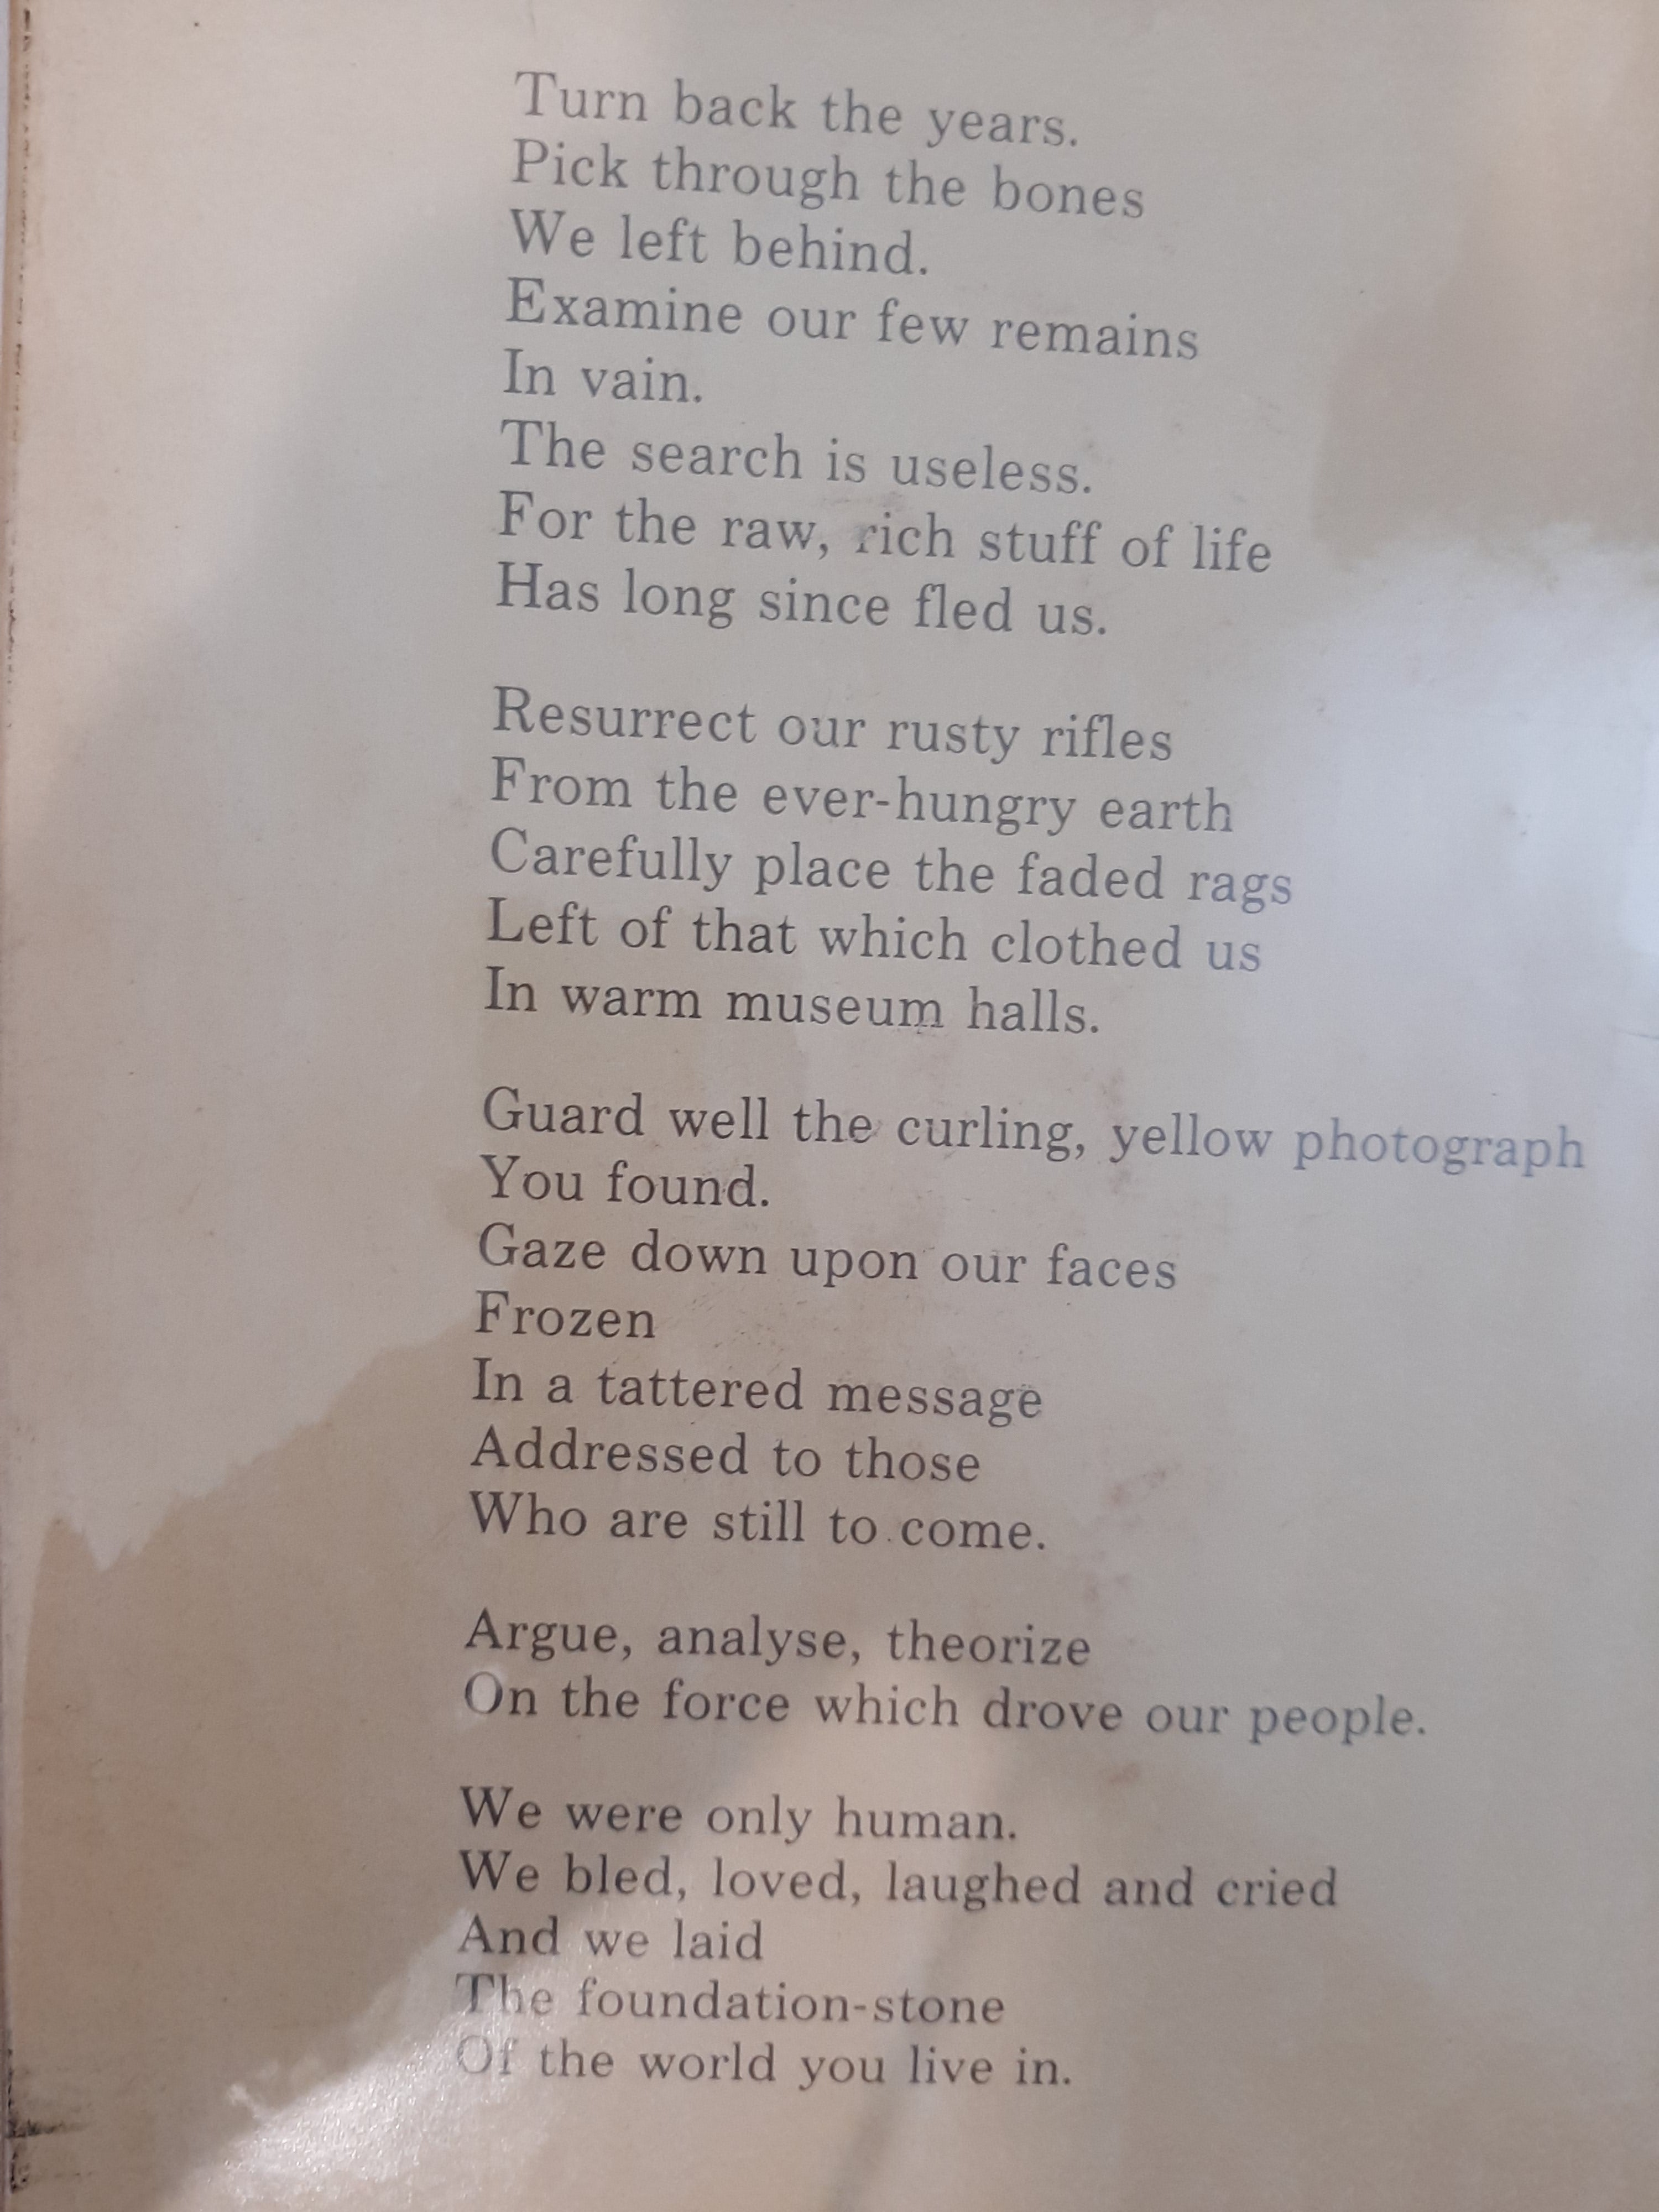 Turn back the years.
Pick through the bones
We left behind.
Examine our few remains
In vain.
The search is useless.
For the raw, rich stuff of life
Has long since fled us.
Resurrect our rusty rifles
From the ever-hungry earth
Carefully place the faded rags
Left of that which clothed us
In warm museum halls.
Guard well the curling, yellow photograph
You found.
Gaze down upon our faces
Frozen
In a tattered message
Addressed to those
Who are still to come.
Argue, analyse, theorize
On the force which drove our people.
We were only human.
We bled, loved, laughed and cried
And we laid
The foundation-stone
Of the world you live in.